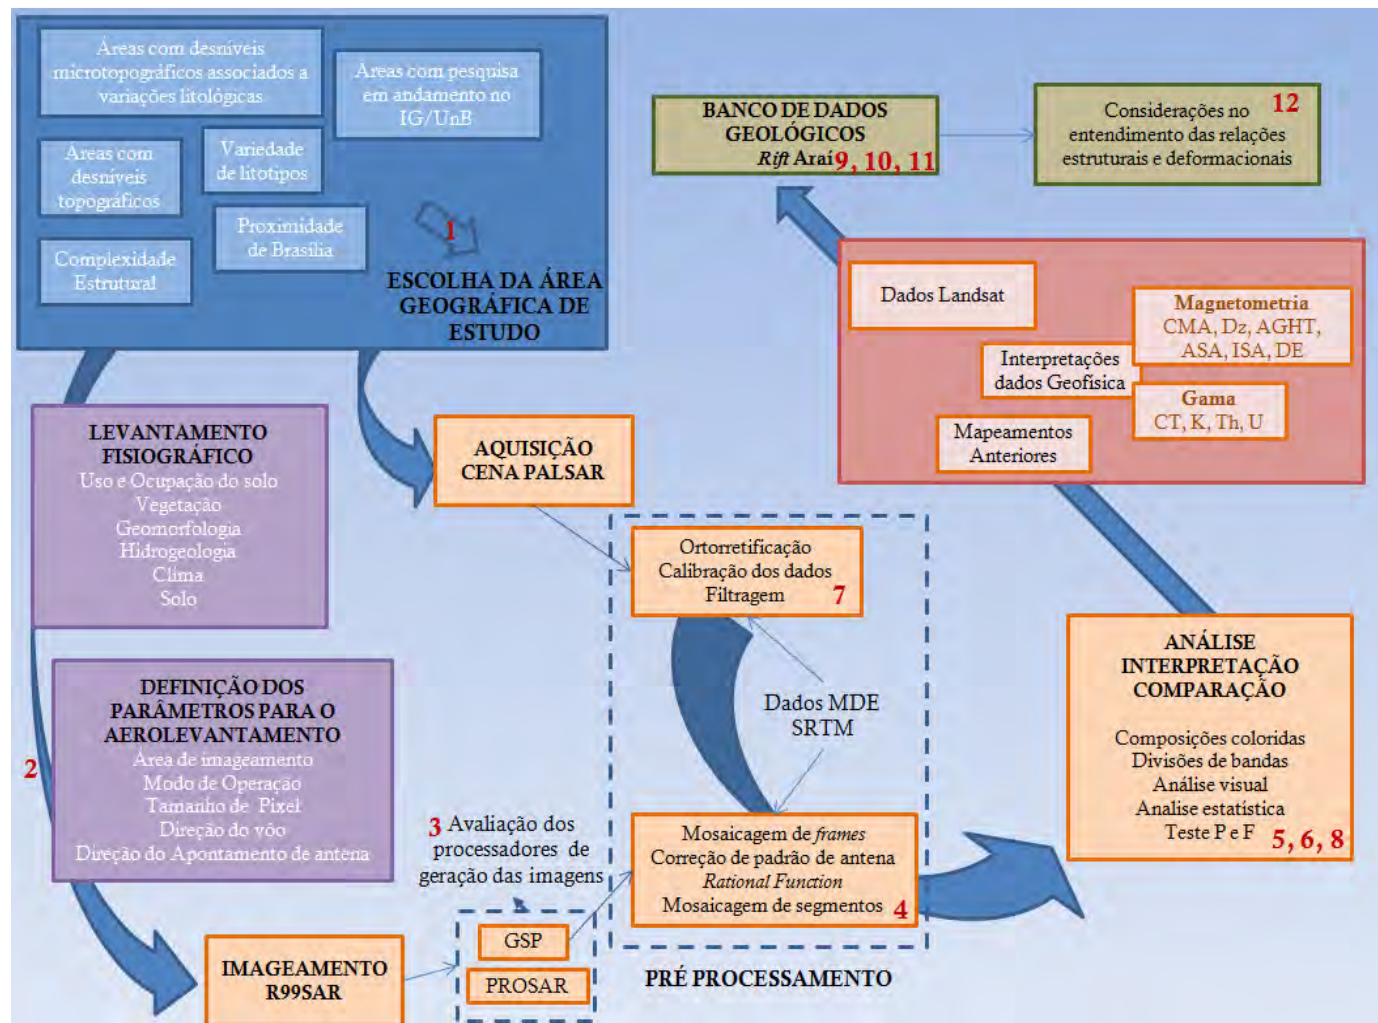 Áreas com desníveis
microtopográficos associados a
variações litológicas
Áreas com pesquisa
em andamento no
IG/UnB
Áreas com
desníveis
topográficos
Variedade
de litotipos
Proximidade
de Brasília
Complexidade
Estrutural
1
ESCOLHA DA ÁREA
GEOGRÁFICA DE
ESTUDO
BANCO DE DADOS
GEOLÓGICOS
Rift Araí 9, 10, 11
12
Considerações no
entendimento das relações
estruturais e deformacionais
Dados Landsat
Magnetometria
CMA, Dz, AGHT,
ASA, ISA, DE
Interpretações
dados Geofísica
Gama
CT, K, Th, U
Mapeamentos
Anteriores
LEVANTAMENTO
FISIOGRÁFICO
Uso e Ocupação do solo
Vegetação
Geomorfologia
Hidrogeologia
Clima
Solo
AQUISIÇÃO
CENA PALSAR
Ortorretificação
Calibração dos dados
Filtragem 7
Dados MDE
SRTM
ANÁLISE
INTERPRETAÇÃO
COMPARAÇÃO
Composições coloridas
Divisões de bandas
Análise visual
Analise estatística
Teste P e F
5, 6, 8
DEFINIÇÃO DOS
PARÂMETROS PARA O
AEROLEVANTAMENTO
Área de imageamento
Modo de Operação
Tamanho de Pixel
Direção do vôo
Direção do Apontamento de antena
2
3 Avaliação dos
processadores de
geração das imagens
Mosaicagem de frames
Correção de padrão de antena
Rational Function
Mosaicagem de segmentos 4
GSP
PROSAR
IMAGEAMENTO
R99SAR
PRÉ PROCESSAMENTO